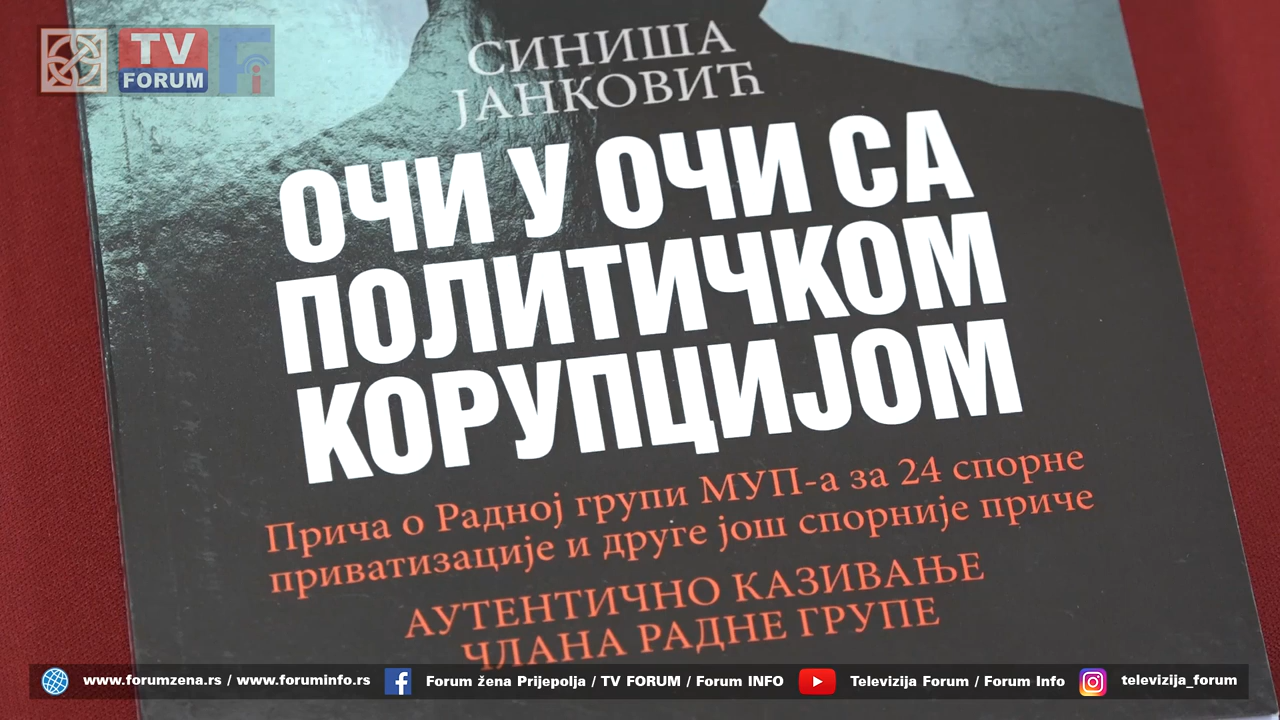 TV
FORUM
Fi
СИНИША
ЈАНКОВИЋ
ОЧИ У ОЧИ СА
ПОЛИТИЧКОМ
КОРУПЦИЈОМ
Прича о Радној групи МУП-а за 24 спорне
приватизације и друге још спорније приче
АУТЕНТИЧНО КАЗИВАЊЕ
ЧЛАНА РАДНЕ ГРУПЕ
www.forumzena.rs / www.foruminfo.rs Forum žena Prijepolja / TV FORUM / Forum INFO Televizija Forum / Forum Info televizija_forum